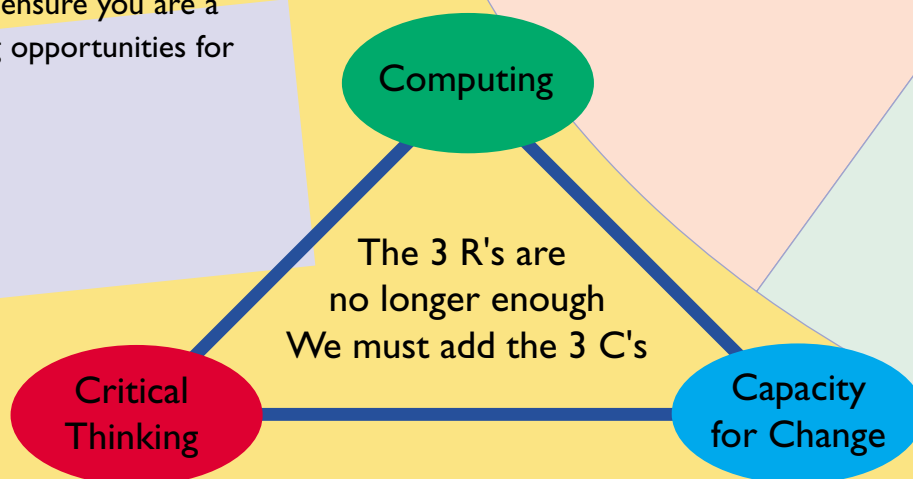 ensure you are a
opportunities for
Computing
The 3 R's are
no longer enough
We must add the 3 C's
Critical
Thinking
Capacity
for Change